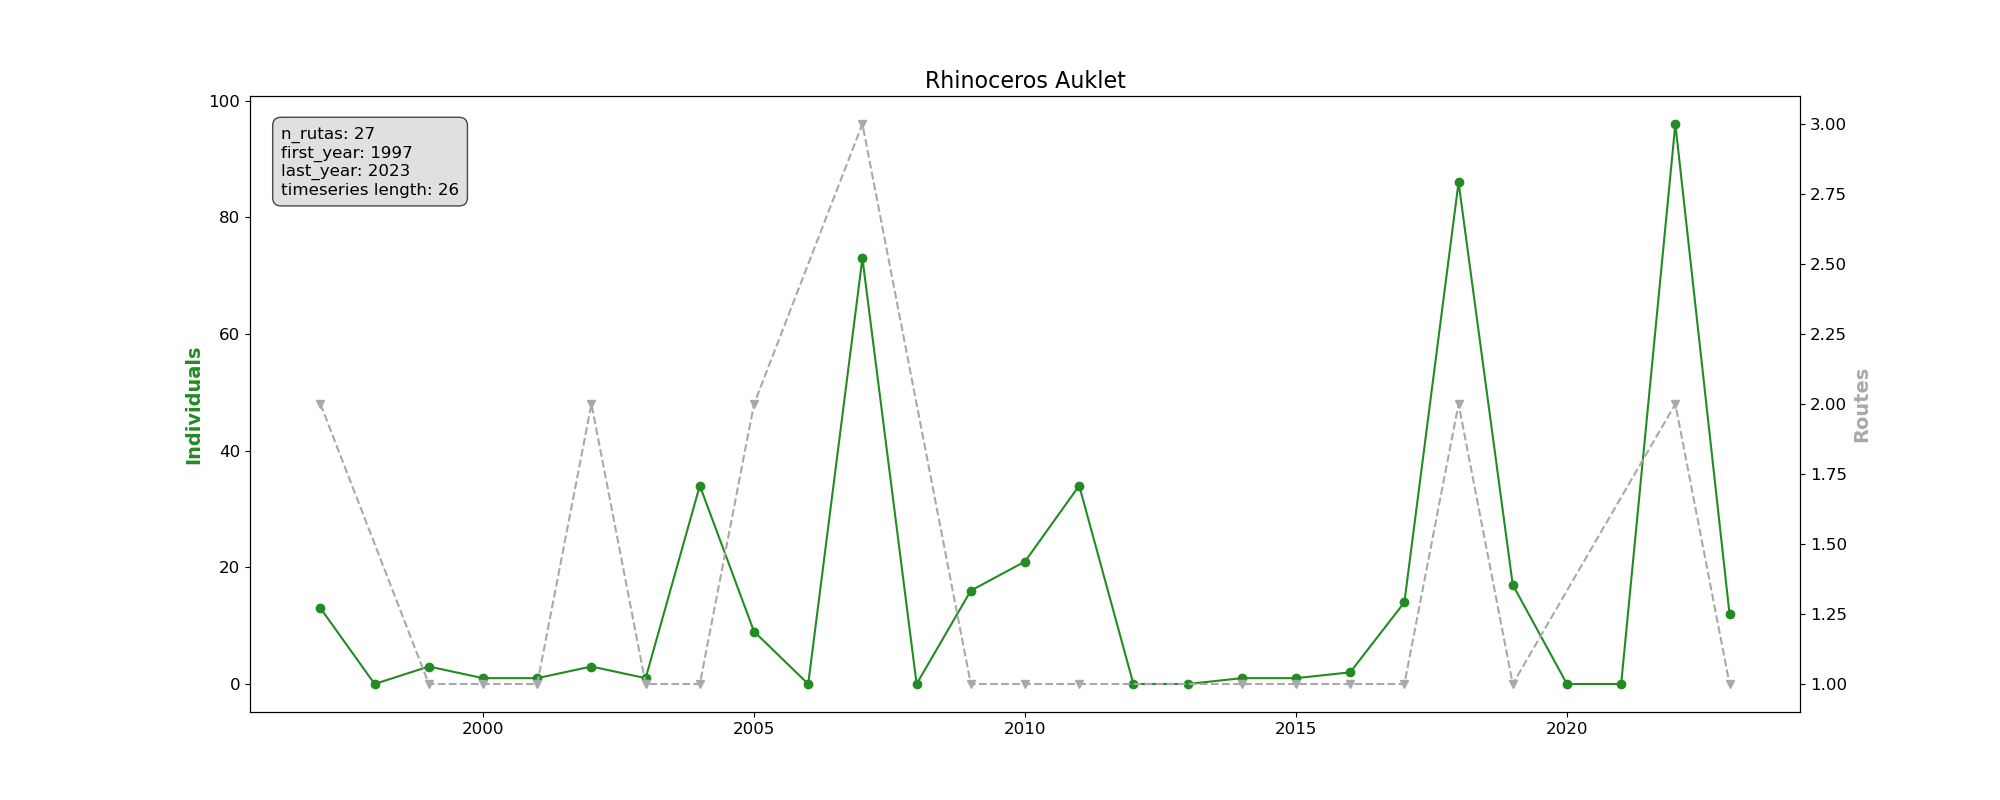 Rhinoceros Auklet
n_rutas: 27
first_year: 1997
last_year: 2023
timeseries length: 26
Individuals
100
80
60
40
20
0
3.00
2.75
2.50
2.25
2.00
1.75
1.50
1.25
1.00
Routes
2000
2005
2010
2015
2020